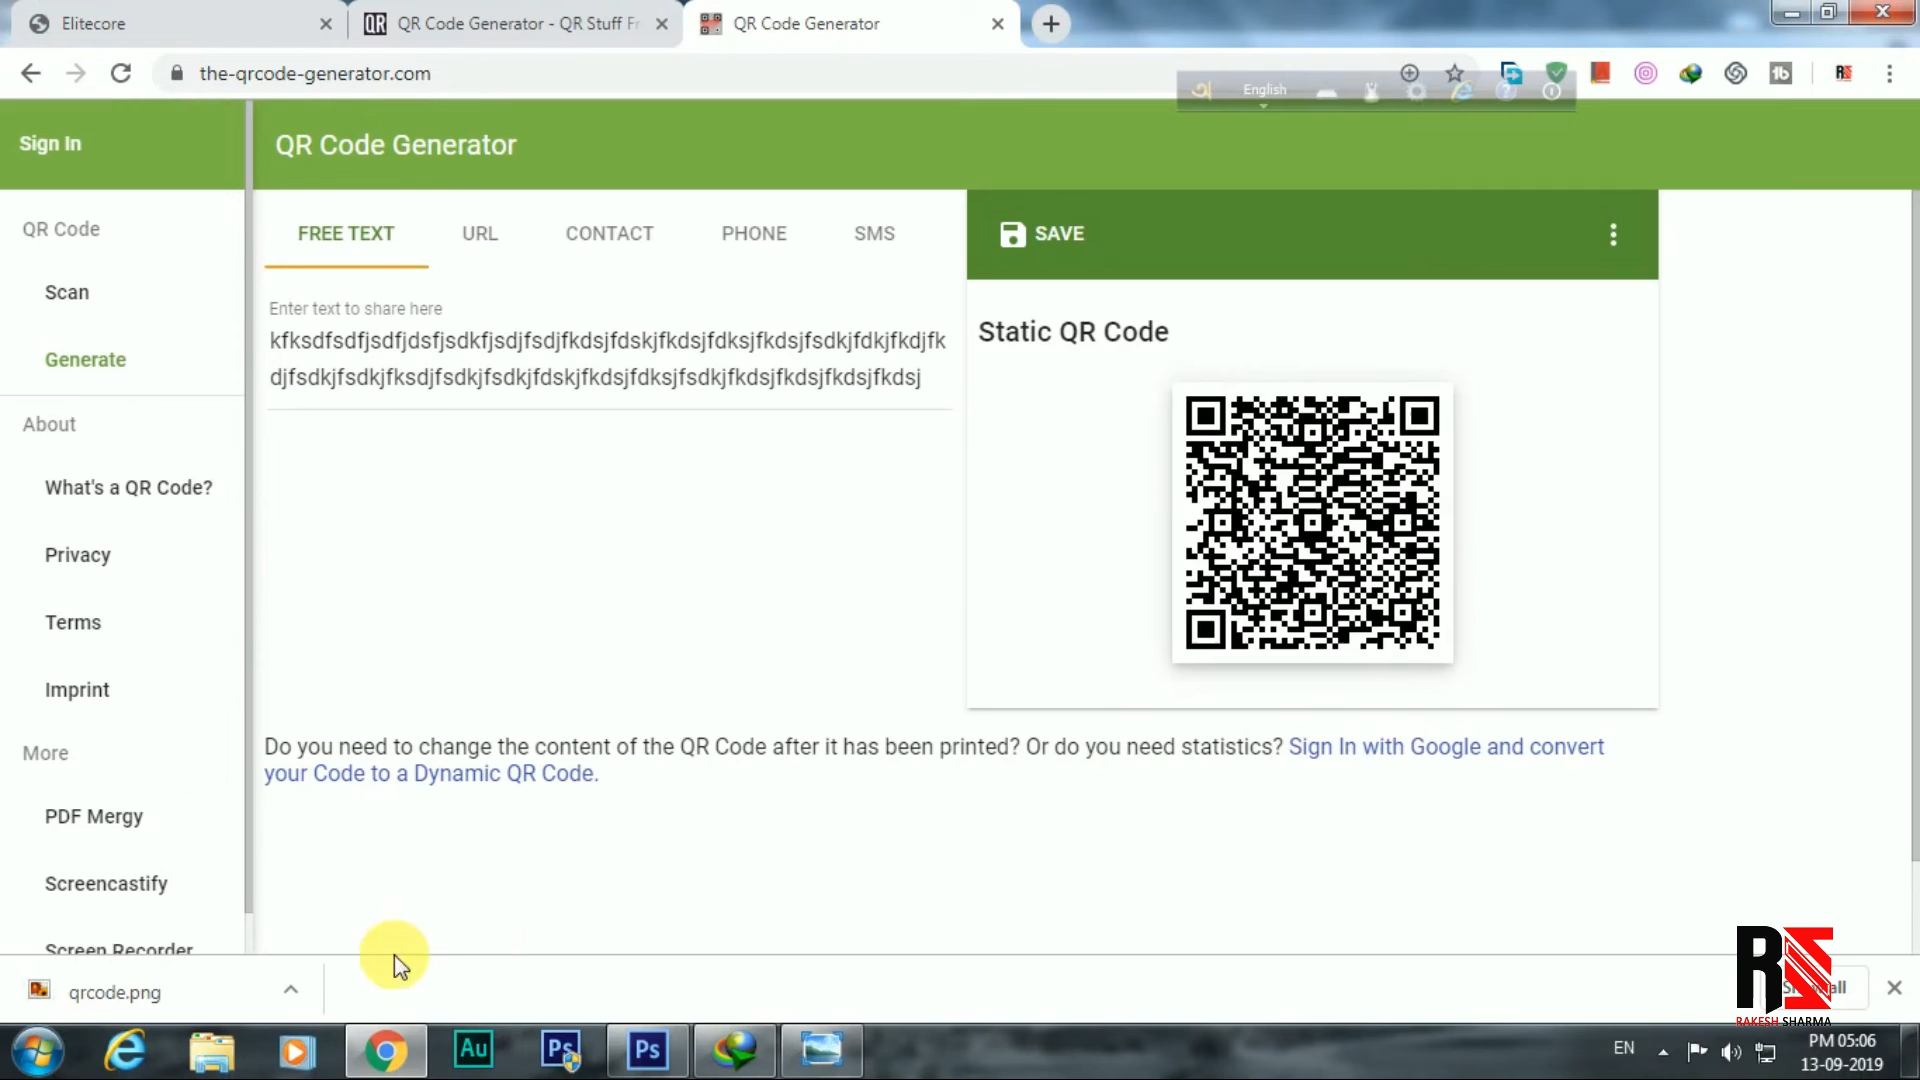 Elitecore
QR Code Generator - QR Stuff Fr
QR Code Generator
the-qrcode-generator.com
English
Sign In
QR Code Generator
QR Code
Scan
Generate
About
What's a QR Code?
Privacy
Terms
Imprint
More
PDF Mergy
Screencastify
Screen Recorder
FREE TEXT
URL
CONTACT
PHONE
SMS
Enter text to share here
kfksdfsdfjsdfjdsfjsdkfjsdjfsdjfkdsjfdskjfkdsjfdksjfkdsjfsdkjfdkjfkdjfk
djfsdkjfsdkjfksdjfsdkjfsdkjfdskjfkdsjfdksjfsdkjfkdsjfkdsjfkdsjfkdsj
SAVE
Static QR Code
Do you need to change the content of the QR Code after it has been printed? Or do you need statistics? Sign In with Google and convert
your Code to a Dynamic QR Code.
qrcode.png
RS
RAKESH SHARMA
Au
Ps
Ps
EN
PM 05:06
13-09-2019